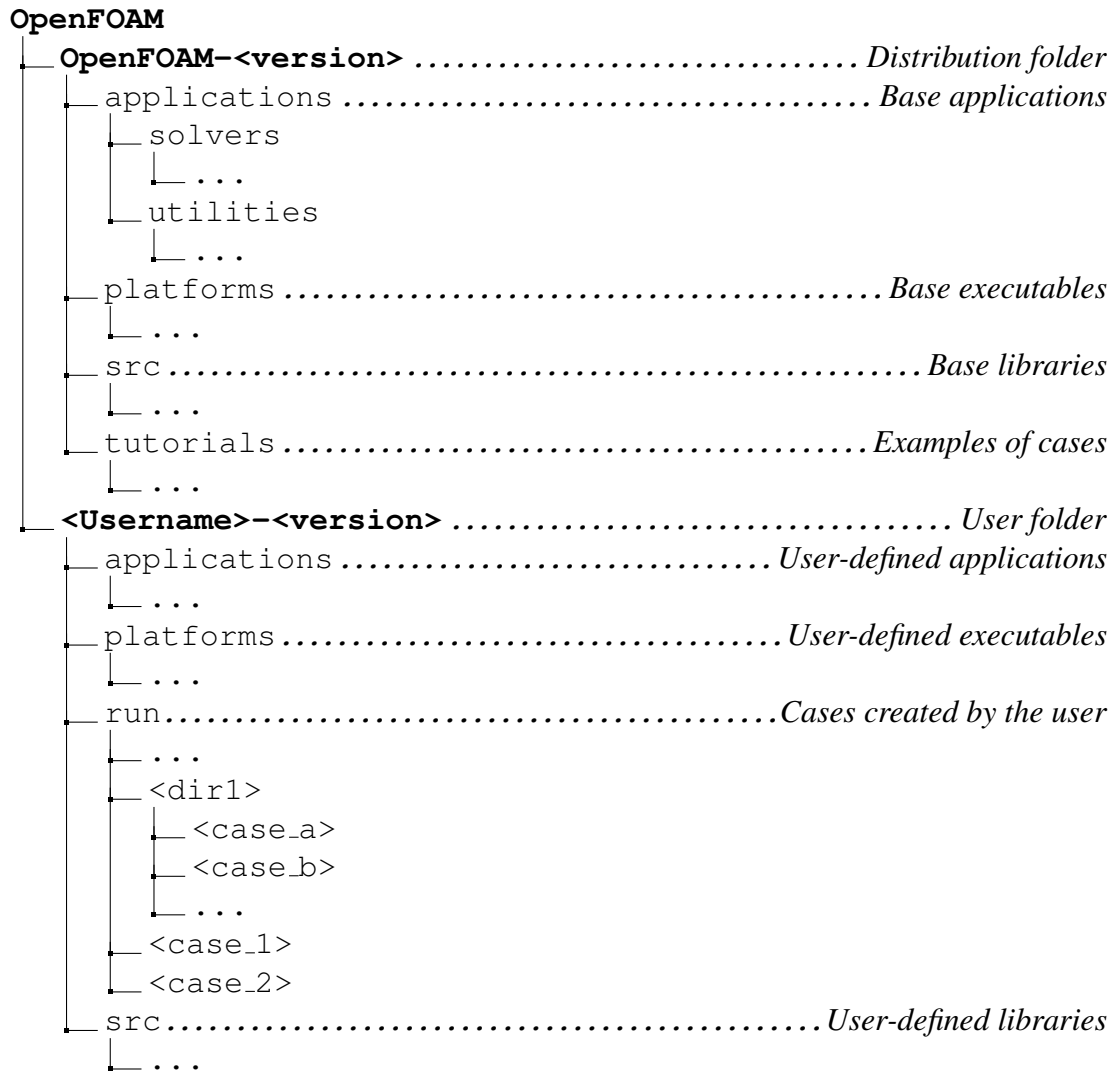 OpenFOAM
OpenFOAM-<version> ................................ Distribution folder
applications ...................................... Base applications
solvers
...
utilities
...
platforms ........................................... Base executables
...
src ...................................................... Base libraries
...
tutorials .......................................... Examples of cases
...
<Username>-<version> .................................... User folder
applications ............................... User-defined applications
...
platforms .................................... User-defined executables
...
run ............................................ Cases created by the user
...
<dir1>
<case_a>
<case_b>
...
<case_1>
<case_2>
src ............................................... User-defined libraries
...